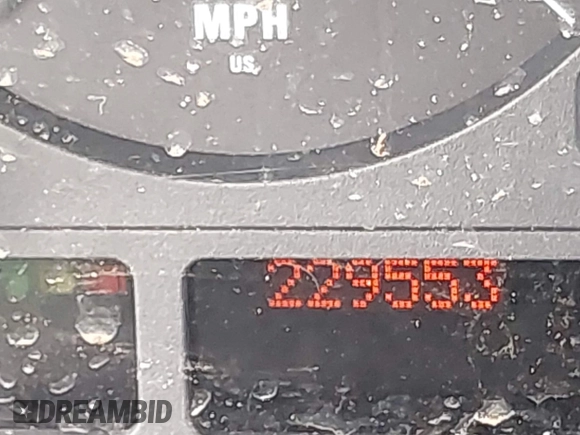 MPH
US
229553
DREAMBID